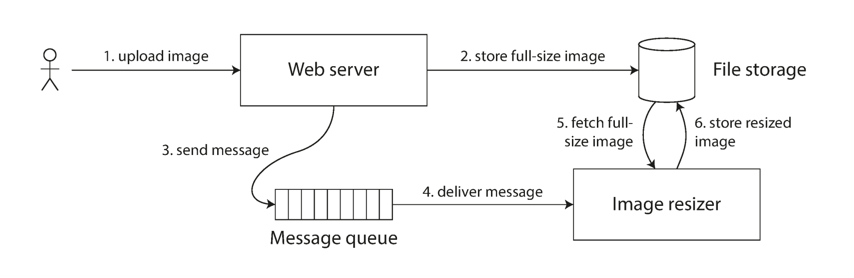 1. upload image
Web server
2. store full-size image
File storage
3. send message
5. fetch full-
size image
6. store resized
image
4. deliver message
Message queue
Image resizer